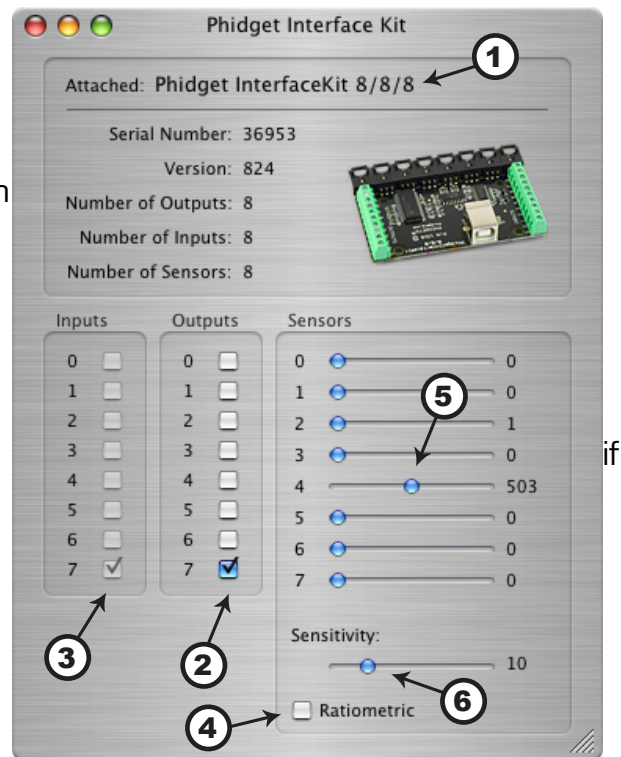 Phidget Interface Kit
1
Attached: Phidget InterfaceKit 8/8/8
Serial Number: 36953
Version: 824
n
Number of Outputs: 8
Number of Inputs: 8
Number of Sensors: 8
Inputs Outputs Sensors
0 0 0 0
1 1 1 0
5
2 2 2 1
3 3 3 0
if
4 4 4 503
5 5 5 0
6 6 6 0
7 7 7 0
3 2
Sensitivity:
10
6
4
Ratiometric